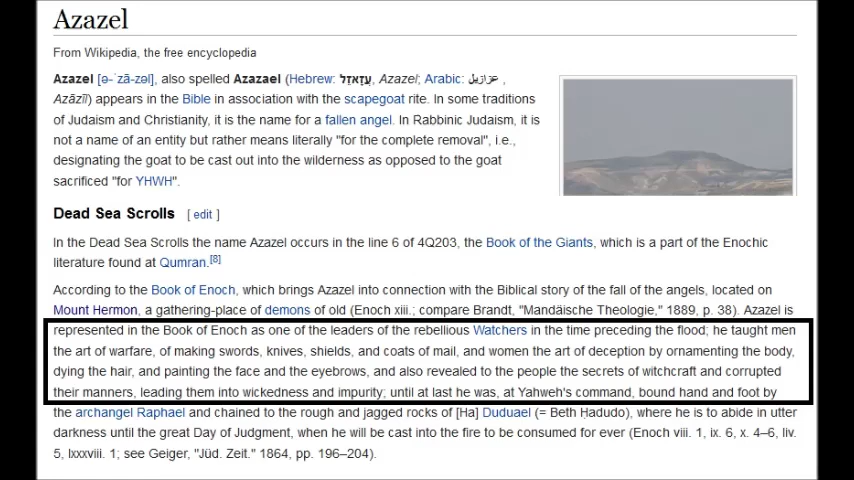 Azazel
From Wikipedia, the free encyclopedia
Azazel [ə-ˈzā-zəl], also spelled Azazael (Hebrew: עֲזָאזֵל, Azazel; Arabic: عزازيل ,
Azāzīl) appears in the Bible in association with the scapegoat rite. In some traditions
of Judaism and Christianity, it is the name for a fallen angel. In Rabbinic Judaism, it is
not a name of an entity but rather means literally "for the complete removal", i.e.,
designating the goat to be cast out into the wilderness as opposed to the goat
sacrificed "for YHWH".
Dead Sea Scrolls [ edit ]
In the Dead Sea Scrolls the name Azazel occurs in the line 6 of 4Q203, the Book of the Giants, which is a part of the Enochic
literature found at Qumran.[8]
According to the Book of Enoch, which brings Azazel into connection with the Biblical story of the fall of the angels, located on
Mount Hermon, a gathering-place of demons of old (Enoch xiii.; compare Brandt, "Mandäische Theologie," 1889, p. 38). Azazel is
represented in the Book of Enoch as one of the leaders of the rebellious Watchers in the time preceding the flood; he taught men
the art of warfare, of making swords, knives, shields, and coats of mail, and women the art of deception by ornamenting the body,
dying the hair, and painting the face and the eyebrows, and also revealed to the people the secrets of witchcraft and corrupted
their manners, leading them into wickedness and impurity; until at last he was, at Yahweh's command, bound hand and foot by
the archangel Raphael and chained to the rough and jagged rocks of [Ha] Duduael (= Beth Ḥadudo), where he is to abide in utter
darkness until the great Day of Judgment, when he will be cast into the fire to be consumed for ever (Enoch viii. 1, ix. 6, x. 4–6, liv.
5, lxxxviii. 1; see Geiger, "Jüd. Zeit." 1864, pp. 196–204).